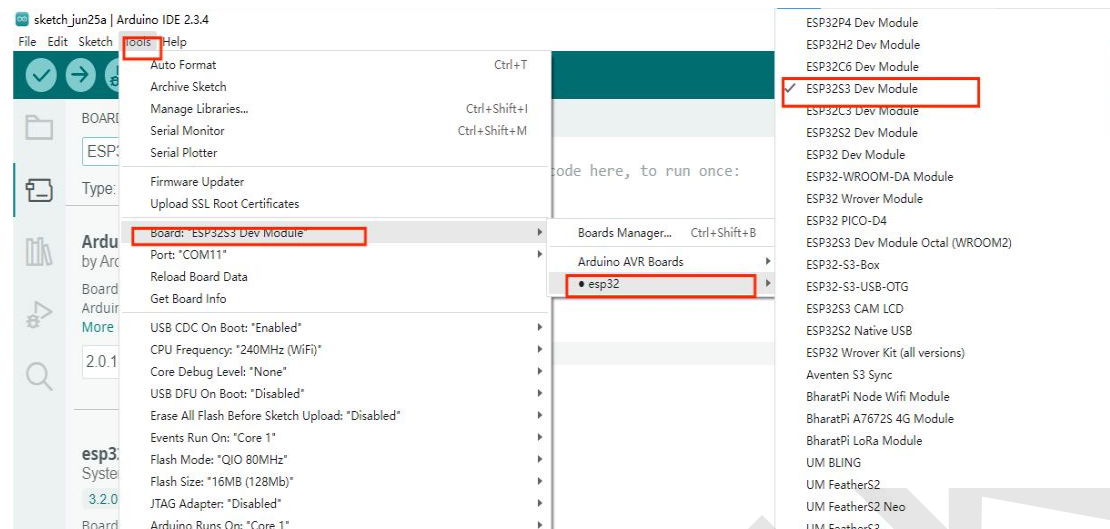 sketch_jun25a | Arduino IDE 2.3.4
File Edit Sketch Tools Help
Auto Format Ctrl+T
Archive Sketch
Manage Libraries... Ctrl+Shift+I
Serial Monitor Ctrl+Shift+M
Serial Plotter
Firmware Updater
Upload SSL Root Certificates
Board: "ESP32S3 Dev Module"
Port: "COM11"
Reload Board Data
Get Board Info
USB CDC On Boot: "Enabled"
CPU Frequency: "240MHz (WiFi)"
Core Debug Level: "None"
USB DFU On Boot: "Disabled"
Erase All Flash Before Sketch Upload: "Disabled"
Events Run On: "Core 1"
Flash Mode: "QIO 80MHz"
Flash Size: "16MB (128Mb)"
JTAG Adapter: "Disabled"
Arduino Runs On: "Core 1"
BOARD
ESP3
Type:
Ardu
by Ard
Board
Arduin
More
2.0.1
esp32
System
3.2.0
Board
code here, to run once:
Boards Manager... Ctrl+Shift+B
Arduino AVR Boards
● esp32
ESP32P4 Dev Module
ESP32H2 Dev Module
ESP32C6 Dev Module
✓ ESP32S3 Dev Module
ESP32C3 Dev Module
ESP32S2 Dev Module
ESP32 Dev Module
ESP32-WROOM-DA Module
ESP32 Wrover Module
ESP32 PICO-D4
ESP32S3 Dev Module Octal (WROOM2)
ESP32-S3-Box
ESP32-S3-USB-OTG
ESP32S3 CAM LCD
ESP32S2 Native USB
ESP32 Wrover Kit (all versions)
Aventen S3 Sync
BharatPi Node Wifi Module
BharatPi A7672S 4G Module
BharatPi LoRa Module
UM BLING
UM FeatherS2
UM FeatherS2 Neo
UM FeatherS3